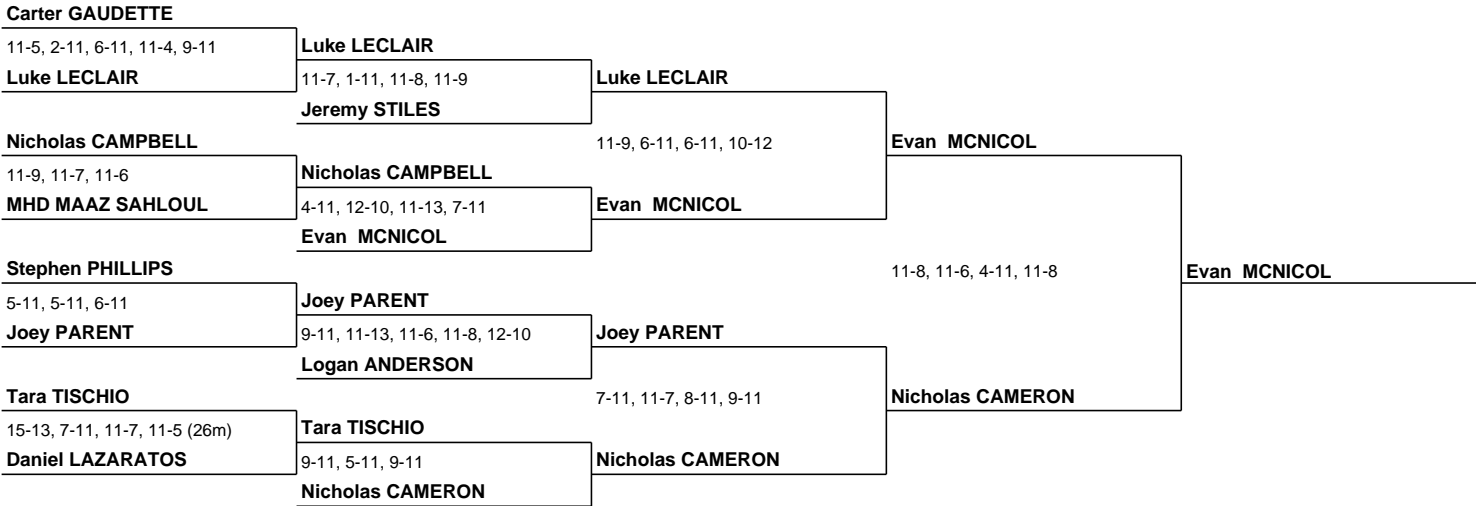 Carter GAUDETTE
11-5, 2-11, 6-11, 11-4, 9-11
Luke LECLAIR
Luke LECLAIR
11-7, 1-11, 11-8, 11-9
Jeremy STILES
Luke LECLAIR
Nicholas CAMPBELL
11-9, 11-7, 11-6
MHD MAAZ SAHLOUL
Nicholas CAMPBELL
4-11, 12-10, 11-13, 7-11
Evan MCNICOL
11-9, 6-11, 6-11, 10-12
Evan MCNICOL
Evan MCNICOL
Stephen PHILLIPS
5-11, 5-11, 6-11
Joey PARENT
Joey PARENT
9-11, 11-13, 11-6, 11-8, 12-10
Logan ANDERSON
Joey PARENT
Tara TISCHIO
15-13, 7-11, 11-7, 11-5 (26m)
Daniel LAZARATOS
Tara TISCHIO
9-11, 5-11, 9-11
Nicholas CAMERON
7-11, 11-7, 8-11, 9-11
Nicholas CAMERON
Nicholas CAMERON
11-8, 11-6, 4-11, 11-8
Evan MCNICOL